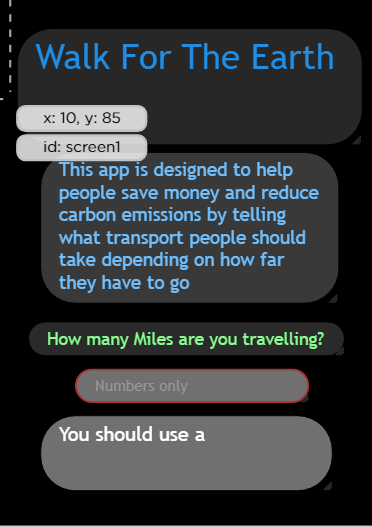 Walk For The Earth
x: 10, y: 85
id: screen1
This app is designed to help
people save money and reduce
carbon emissions by telling
what transport people should
take depending on how far
they have to go
How many Miles are you travelling?
Numbers only
You should use a